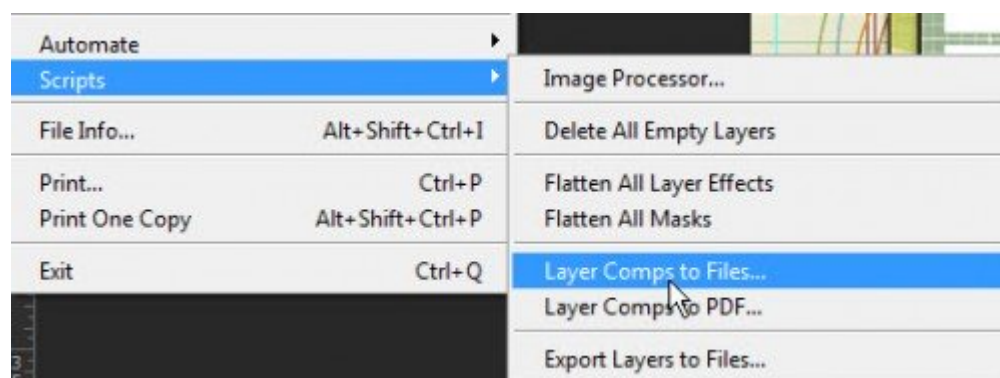 Automate
Scripts
File Info... Alt+Shift+Ctrl+I
Print... Ctrl+P
Print One Copy Alt+Shift+Ctrl+P
Exit Ctrl+Q
Image Processor...
Delete All Empty Layers
Flatten All Layer Effects
Flatten All Masks
Layer Comps to Files...
Layer Comps to PDF...
Export Layers to Files...
3